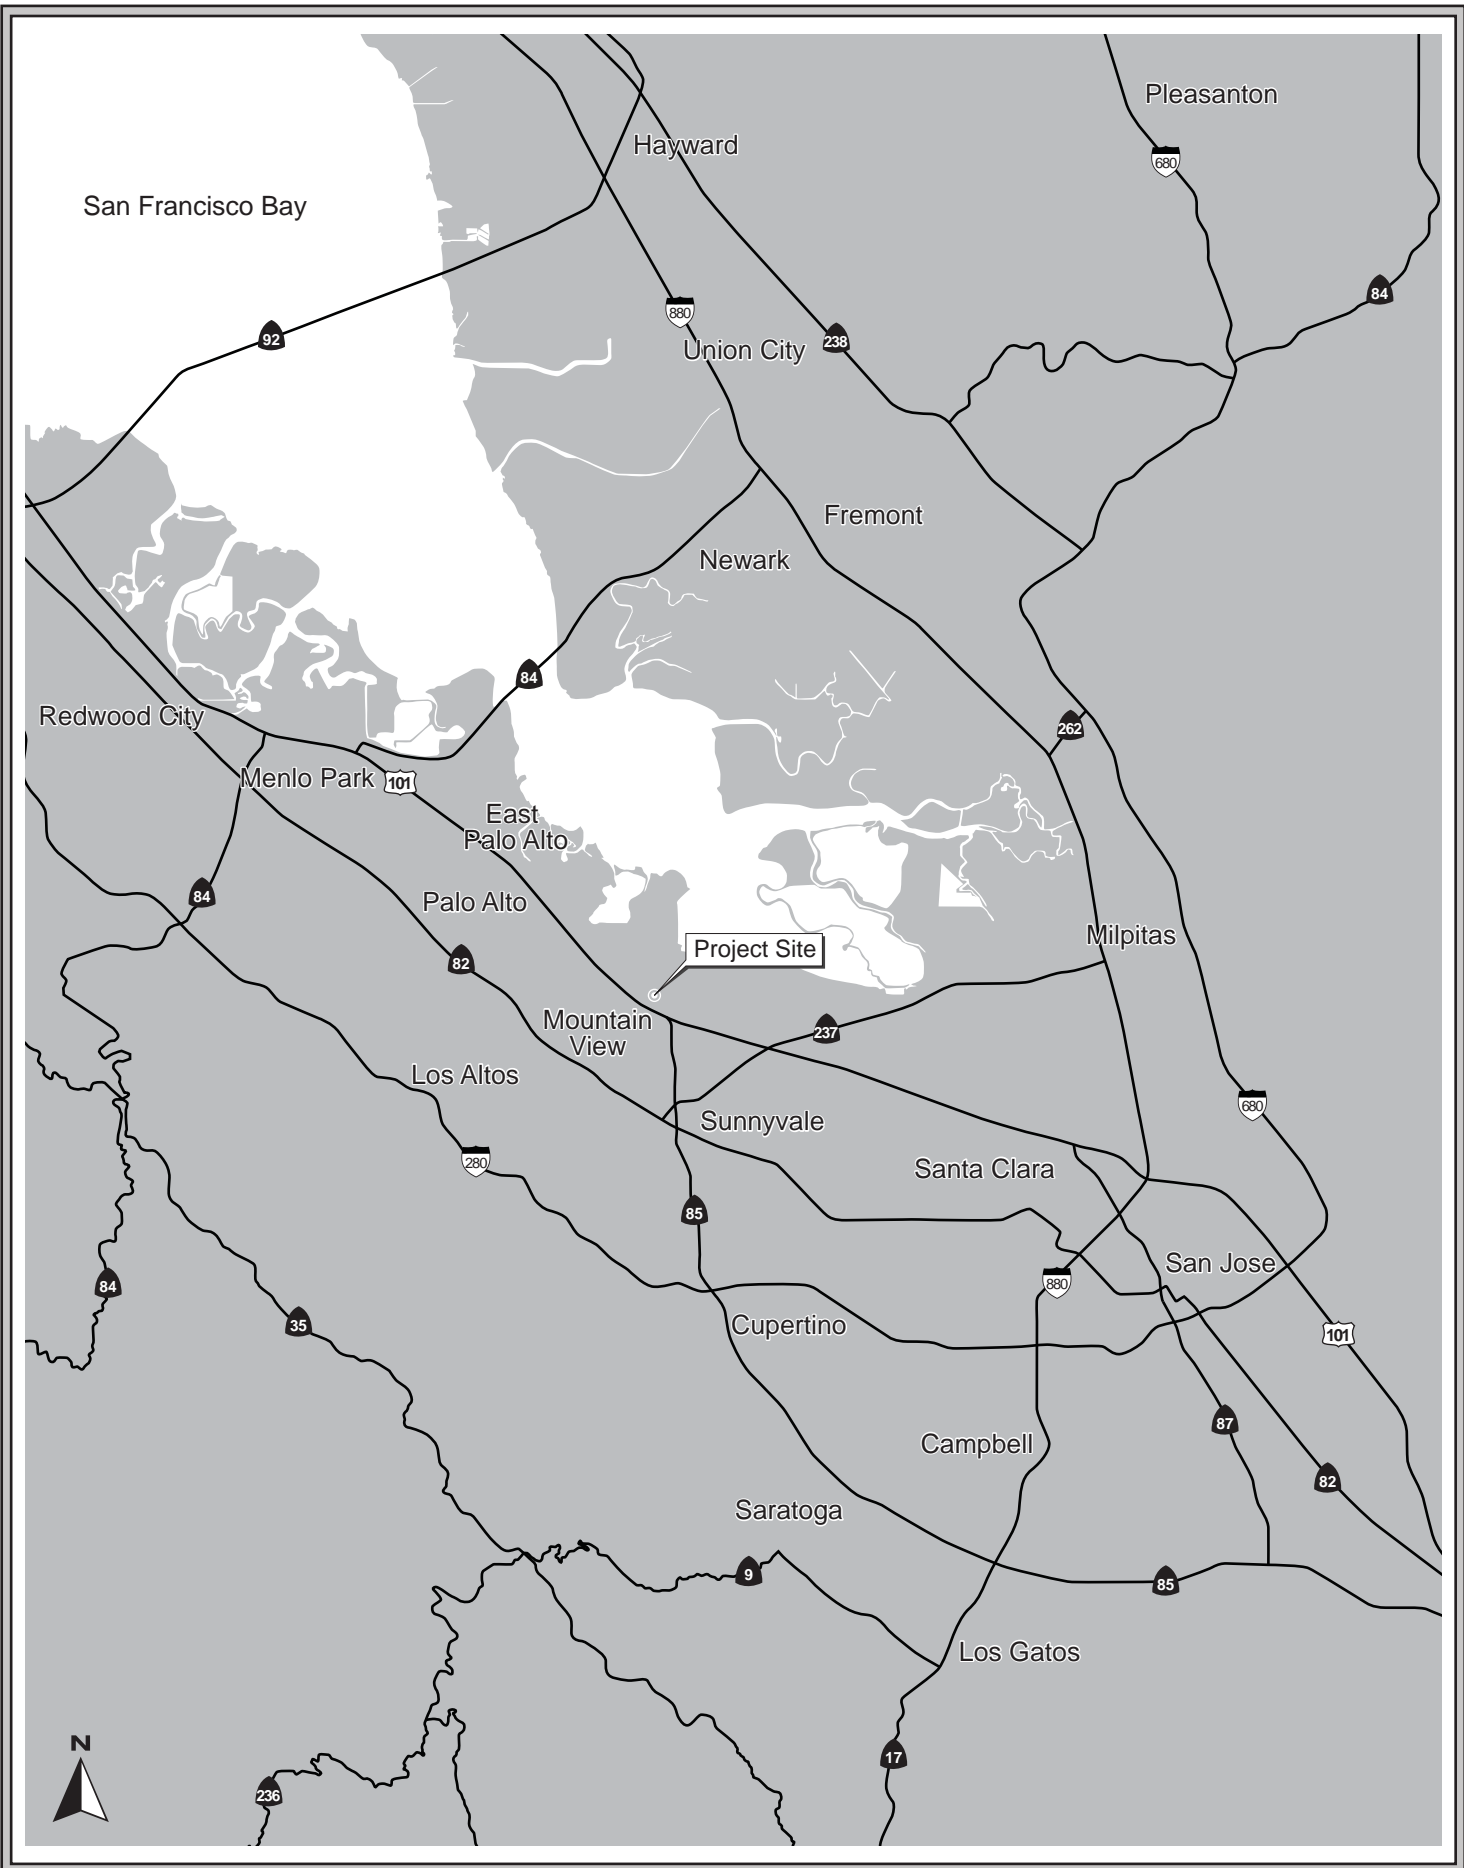 Pleasanton
Hayward
680
San Francisco Bay
84
880
92
238
Union City
Fremont
Newark
84
Redwood City
262
Menlo Park
101
East
Palo Alto
84
Palo Alto
Milpitas
Project Site
82
Mountain
View
237
Los Altos
680
Sunnyvale
280
Santa Clara
85
San Jose
84
880
35
Cupertino
101
87
Campbell
82
Saratoga
9
85
Los Gatos
N
17
236